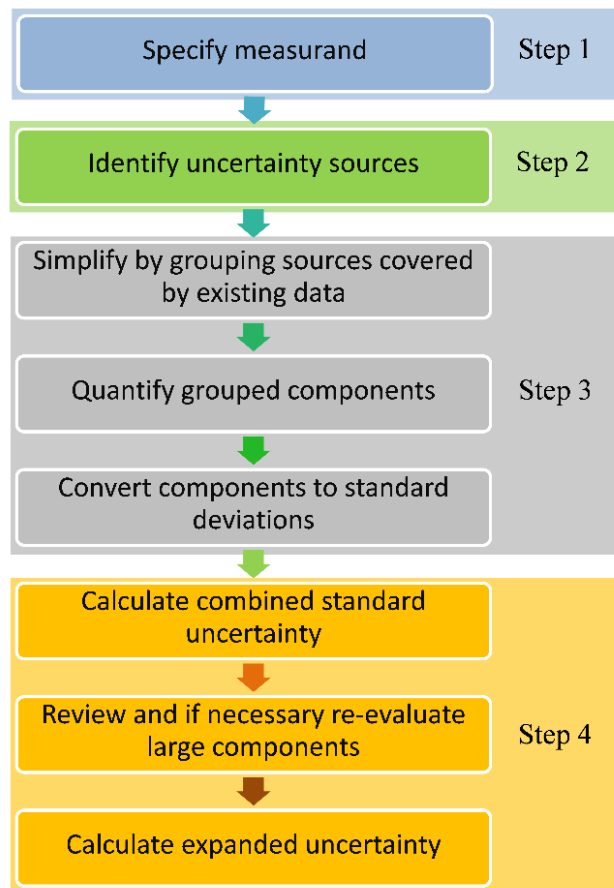 Specify measurand
Step 1
Identify uncertainty sources
Step 2
Simplify by grouping sources covered
by existing data
Quantify grouped components
Step 3
Convert components to standard
deviations
Calculate combined standard
uncertainty
Review and if necessary re-evaluate
large components
Step 4
Calculate expanded uncertainty